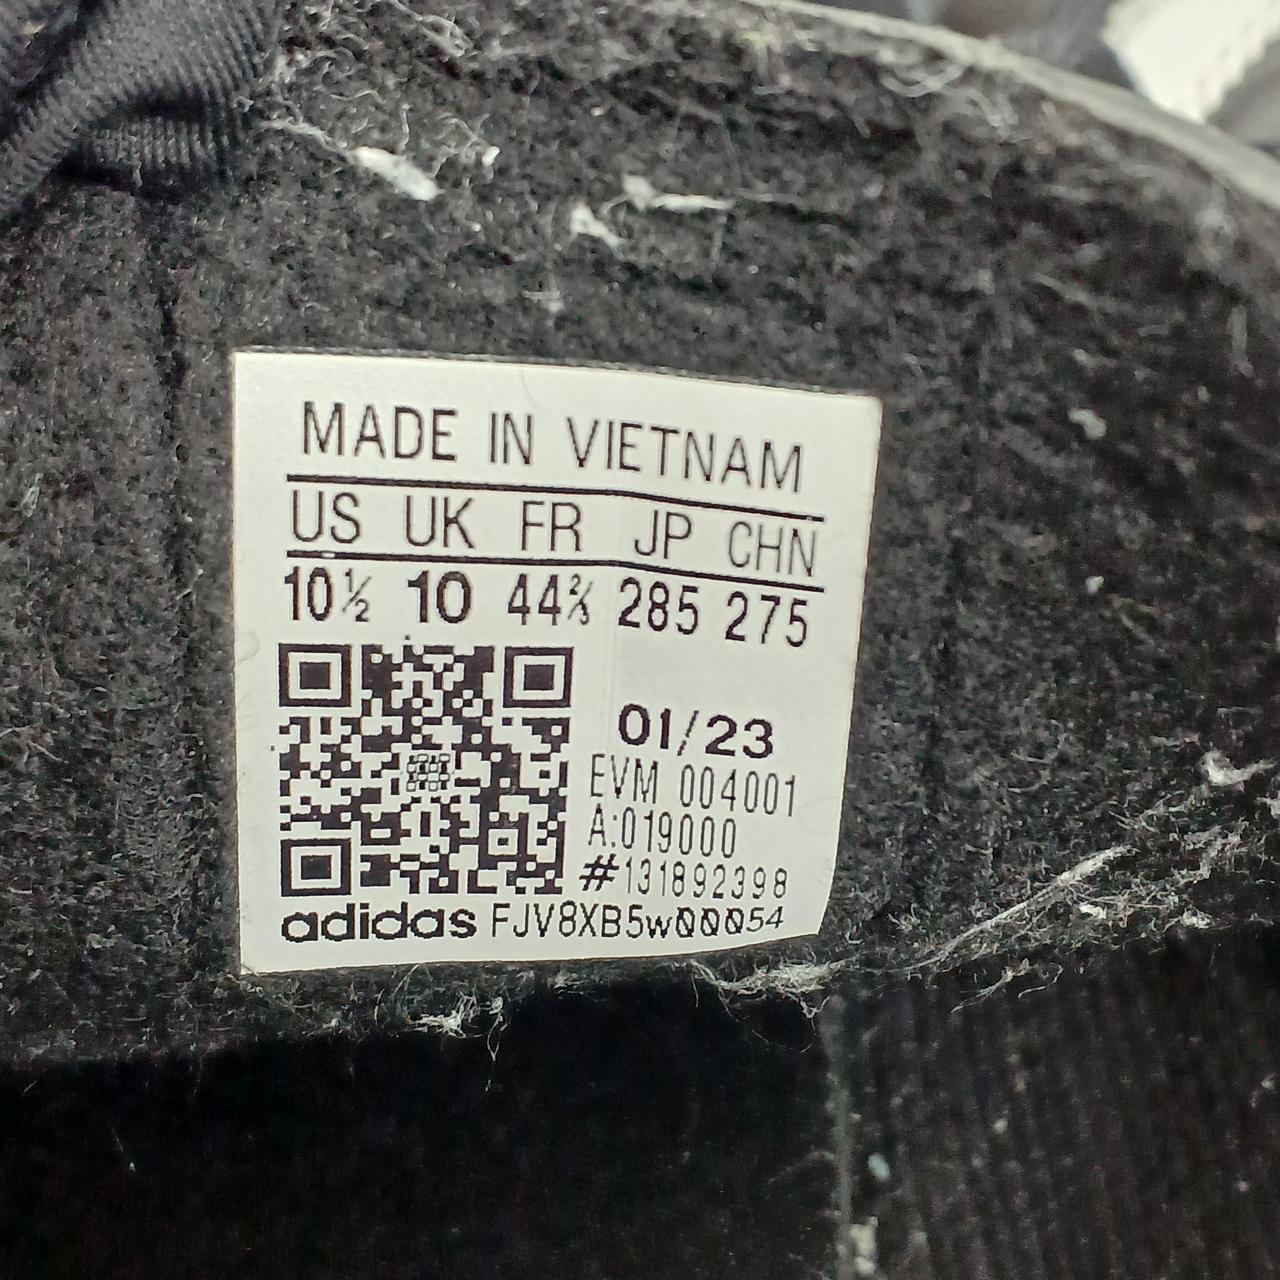 MADE IN VIETNAM
US UK FR JP CHN
10½ 10 44⅔ 285 275
01/23
EVM 004001
A:019000
#131892398
adidas FJV8XB5w00054